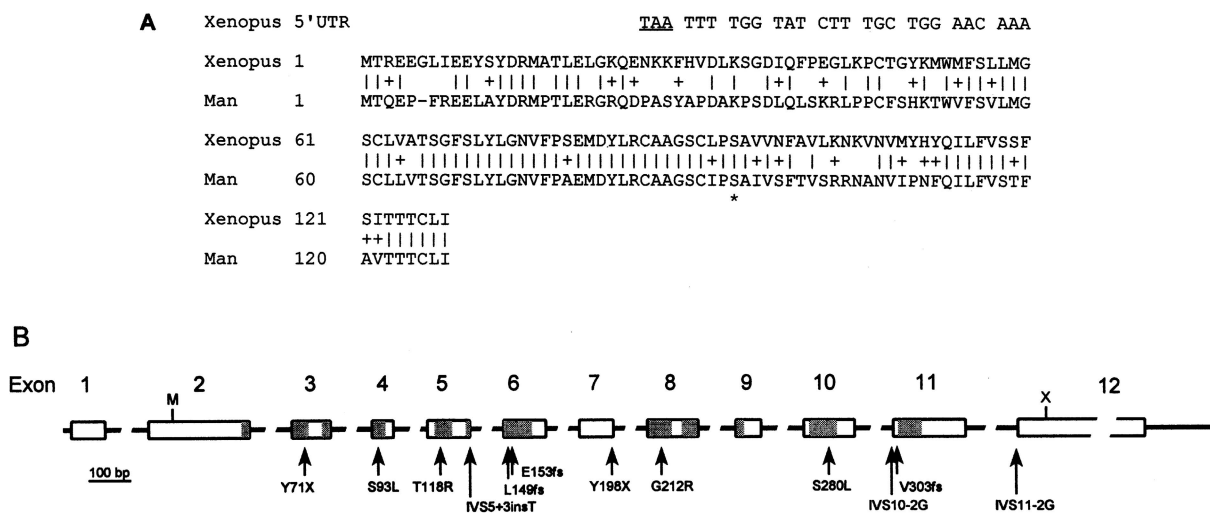 A
Xenopus 5'UTR TAA TTT TGG TAT CTT TGC TGG AAC AAA
Xenopus 1 MTREEGLIEEYSYDRMATLELGKQENKKFHVDLKSGDIQFPEGLKPCTGYKMWMFSLLMG
Man 1 MTQEP-FREELAYDRMPTLERGRQDPASYAPDAKPSDLQLSKRLPPCFSHKTWVFSVLMG
Xenopus 61 SCLVATSGFSLYLGNVFPSEMDYLRCAAGSCLPSAVVNFAVLKNKVNVMYHYQILFVSSF
Man 60 SCLLVTSGFSLYLGNVFPAEMDYLRCAAGSCIPSAIVSFTVSRRNANVIPNFQILFVSTF
*
Xenopus 121 SITTTCLI
Man 120 AVTTTCLI
B
Exon 1 2 3 4 5 6 7 8 9 10 11 12
M X
100 bp
Y71X S93L T118R IVS5+3insT L149fs E153fs Y198X G212R S280L IVS10-2G V303fs IVS11-2G